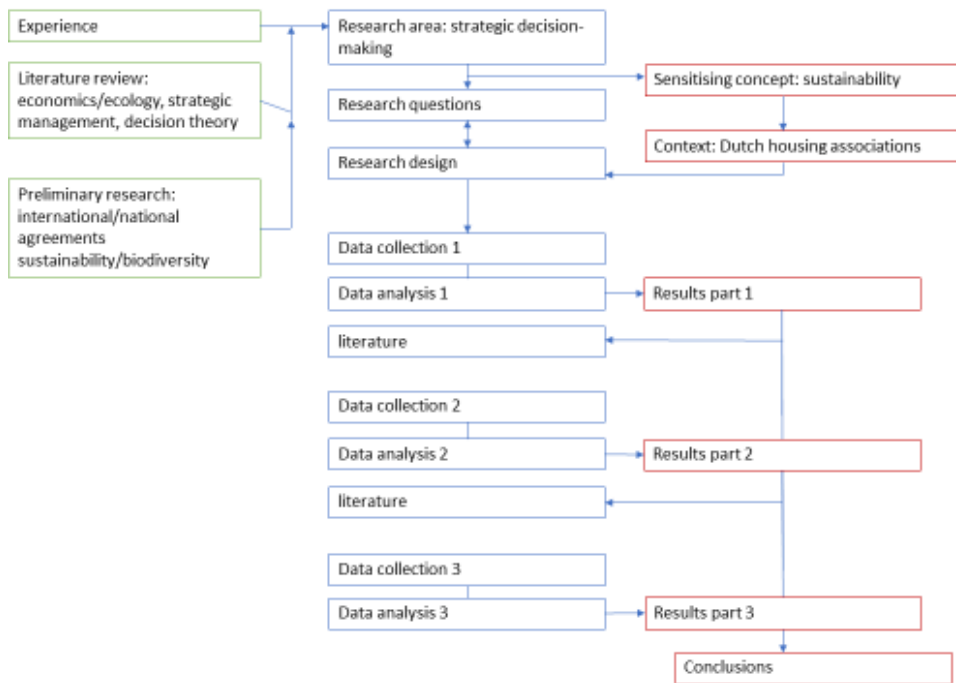 Experience
Literature review:
economics/ecology, strategic
management, decision theory
Preliminary research:
international/national
agreements
sustainability/biodiversity
Research area: strategic decision-
making
Research questions
Research design
Sensitising concept: sustainability
Context: Dutch housing associations
Data collection 1
Data analysis 1
Results part 1
literature
Data collection 2
Data analysis 2
Results part 2
literature
Data collection 3
Data analysis 3
Results part 3
Conclusions